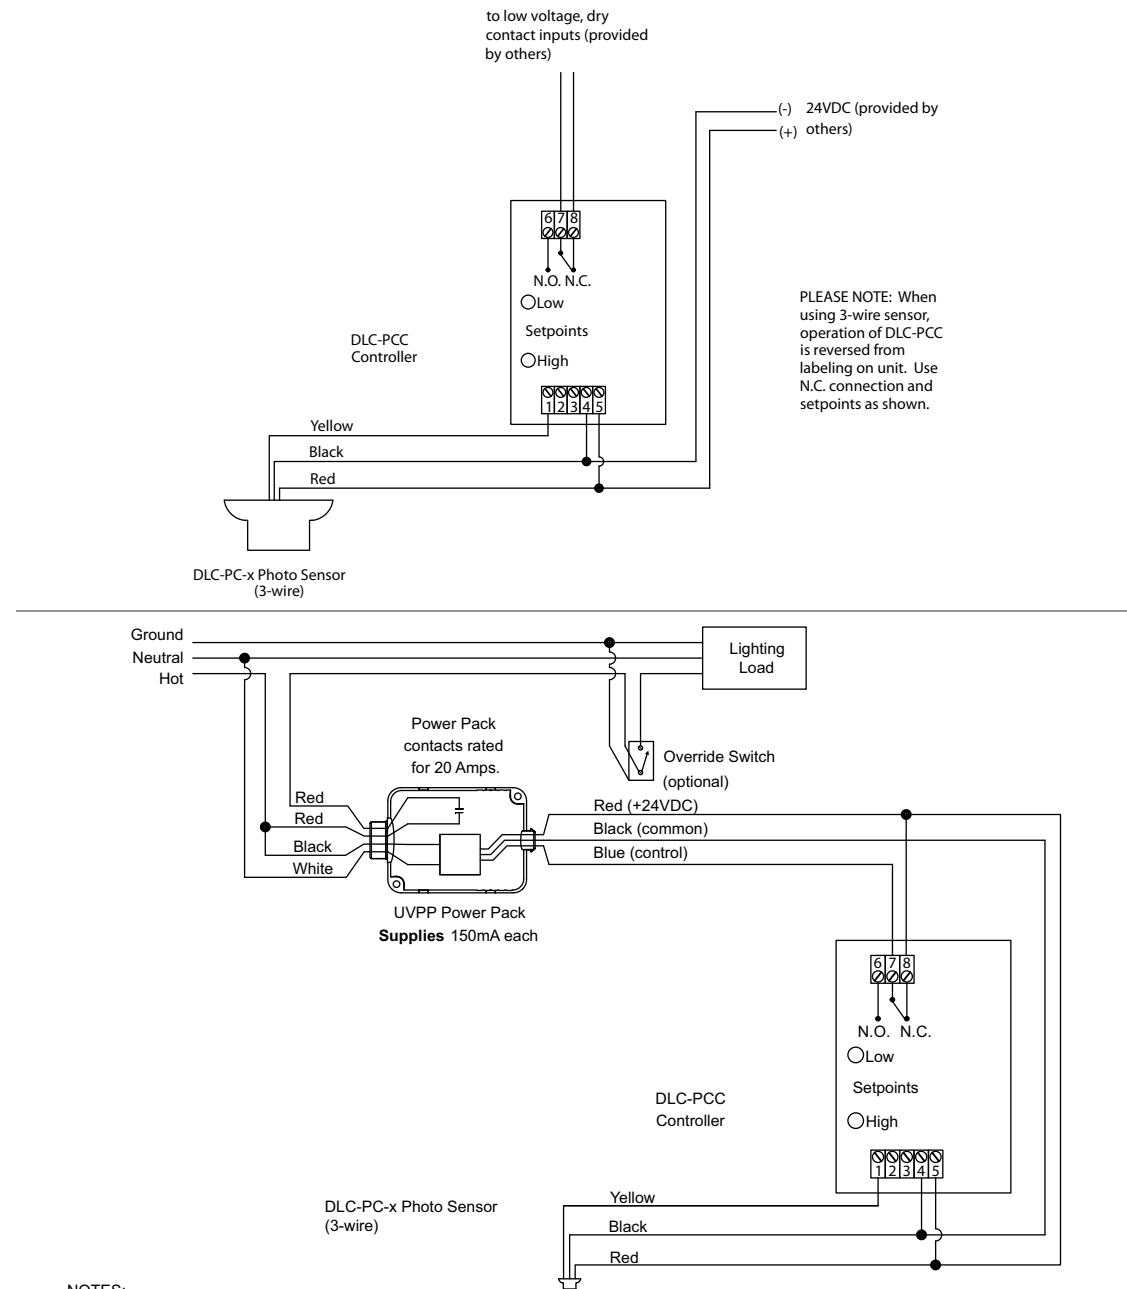 to low voltage, dry
contact inputs (provided
by others)
(-) 24VDC (provided by
(+) others)
6 7 8
N.O. N.C.
Low
Setpoints
High
DLC-PCC
Controller
PLEASE NOTE: When
using 3-wire sensor,
operation of DLC-PCC
is reversed from
labeling on unit. Use
N.C. connection and
setpoints as shown.
1 2 3 4 5
Yellow
Black
Red
DLC-PC-x Photo Sensor
(3-wire)
Ground
Neutral
Hot
Lighting
Load
Power Pack
contacts rated
for 20 Amps.
Override Switch
(optional)
Red
Red
Black
White
Red (+24VDC)
Black (common)
Blue (control)
UVPP Power Pack
Supplies 150mA each
6 7 8
N.O. N.C.
Low
Setpoints
High
DLC-PCC
Controller
1 2 3 4 5
DLC-PC-x Photo Sensor
(3-wire)
Yellow
Black
Red
NOTES: